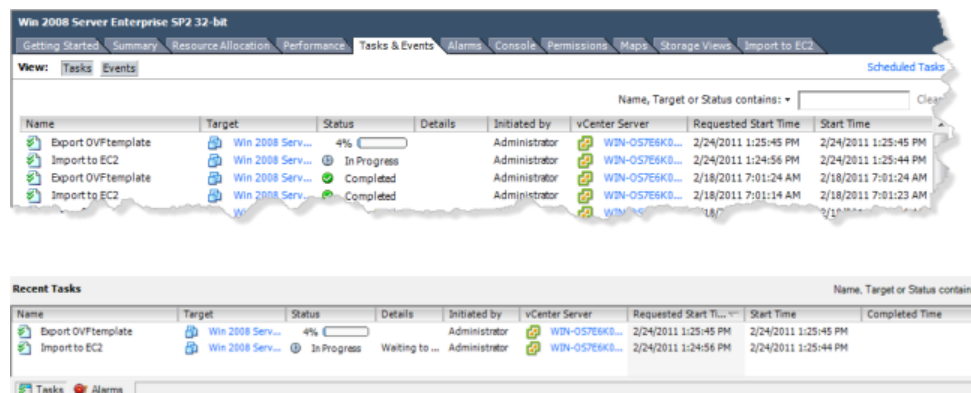 Win 2008 Server Enterprise SP2 32-bit
Getting Started Summary Resource Allocation Performance Tasks & Events Alarms Console Permissions Maps Storage Views Import to EC2
View: Tasks Events Scheduled Tasks
Name, Target or Status contains: Clear
Name Target Status Details Initiated by vCenter Server Requested Start Time Start Time
Export OVF template Win 2008 Serv... 4% Administrator WIN-OS7E6K0... 2/24/2011 1:25:45 PM 2/24/2011 1:25:45 PM
Import to EC2 Win 2008 Serv... In Progress Administrator WIN-OS7E6K0... 2/24/2011 1:24:56 PM 2/24/2011 1:25:44 PM
Export OVF template Win 2008 Serv... Completed Administrator WIN-OS7E6K0... 2/18/2011 7:01:24 AM 2/18/2011 7:01:24 AM
Import to EC2 Win 2008 Serv... Completed Administrator WIN-OS7E6K0... 2/18/2011 7:01:14 AM 2/18/2011 7:01:23 AM
Recent Tasks Name, Target or Status contain
Name Target Status Details Initiated by vCenter Server Requested Start Ti... Start Time Completed Time
Export OVF template Win 2008 Serv... 4% Administrator WIN-OS7E6K0... 2/24/2011 1:25:45 PM 2/24/2011 1:25:45 PM
Import to EC2 Win 2008 Serv... In Progress Waiting to ... Administrator WIN-OS7E6K0... 2/24/2011 1:24:56 PM 2/24/2011 1:25:44 PM
Tasks Alarms